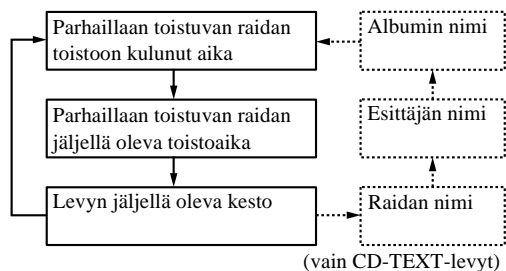 Parhaillaan toistuvan raidan
toistoon kulunut aika
Albumin nimi
Parhaillaan toistuvan raidan
jäljellä oleva toistoaika
Esittäjän nimi
Levyn jäljellä oleva kesto
Raidan nimi
(vain CD-TEXT-levyt)